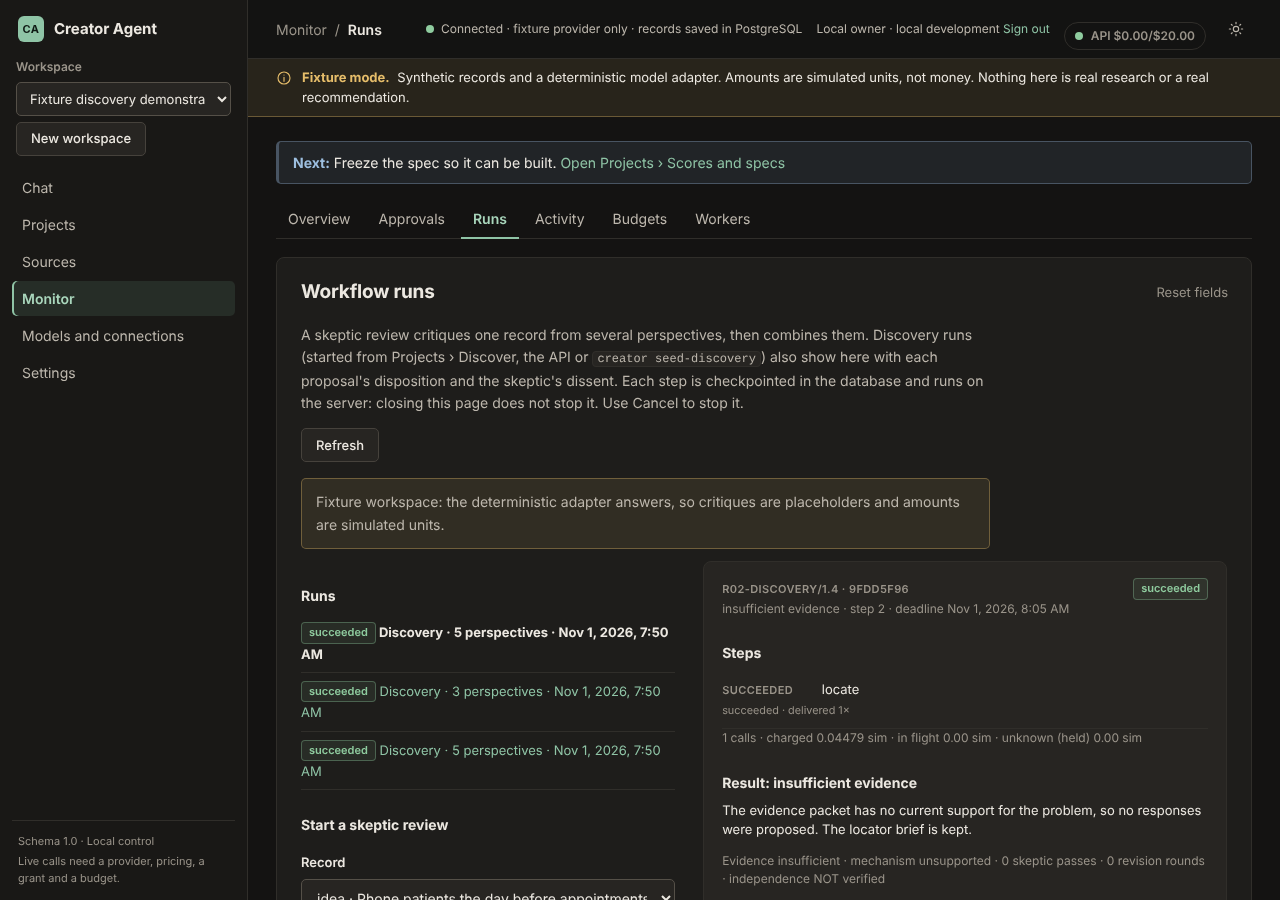 CA Creator Agent
Workspace
Fixture discovery demonstra
New workspace
Chat
Projects
Sources
Monitor
Models and connections
Settings
Schema 1.0 · Local control
Live calls need a provider, pricing, a
grant and a budget.
Monitor / Runs
Connected · fixture provider only · records saved in PostgreSQL
Local owner · local development Sign out
API $0.00/$20.00
Fixture mode. Synthetic records and a deterministic model adapter. Amounts are simulated units, not money. Nothing here is real research or a real
recommendation.
Next: Freeze the spec so it can be built. Open Projects › Scores and specs
Overview Approvals Runs Activity Budgets Workers
Workflow runs
Reset fields
A skeptic review critiques one record from several perspectives, then combines them. Discovery runs
(started from Projects › Discover, the API or creator seed-discovery ) also show here with each
proposal's disposition and the skeptic's dissent. Each step is checkpointed in the database and runs on
the server: closing this page does not stop it. Use Cancel to stop it.
Refresh
Fixture workspace: the deterministic adapter answers, so critiques are placeholders and amounts
are simulated units.
Runs
succeeded Discovery · 5 perspectives · Nov 1, 2026, 7:50
AM
succeeded Discovery · 3 perspectives · Nov 1, 2026, 7:50
AM
succeeded Discovery · 5 perspectives · Nov 1, 2026, 7:50
AM
Start a skeptic review
Record
idea · Phone patients the day before appointments
R02-DISCOVERY/1.4 · 9FDD5F96
succeeded
insufficient evidence · step 2 · deadline Nov 1, 2026, 8:05 AM
Steps
SUCCEEDED locate
succeeded · delivered 1×
1 calls · charged 0.04479 sim · in flight 0.00 sim · unknown (held) 0.00 sim
Result: insufficient evidence
The evidence packet has no current support for the problem, so no responses
were proposed. The locator brief is kept.
Evidence insufficient · mechanism unsupported · 0 skeptic passes · 0 revision rounds
· independence NOT verified